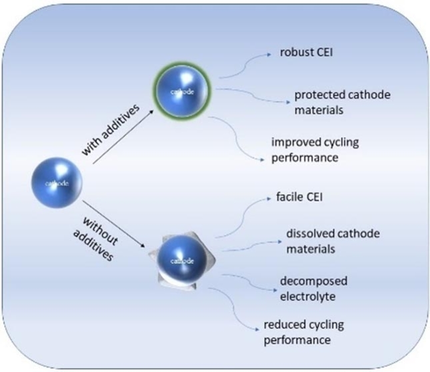 robust CEI
cathode
protected cathode
materials
with additives
improved cycling
performance
cathode
facile CEI
without
additives
dissolved cathode
materials
cathode
decomposed
electrolyte
reduced cycling
performance